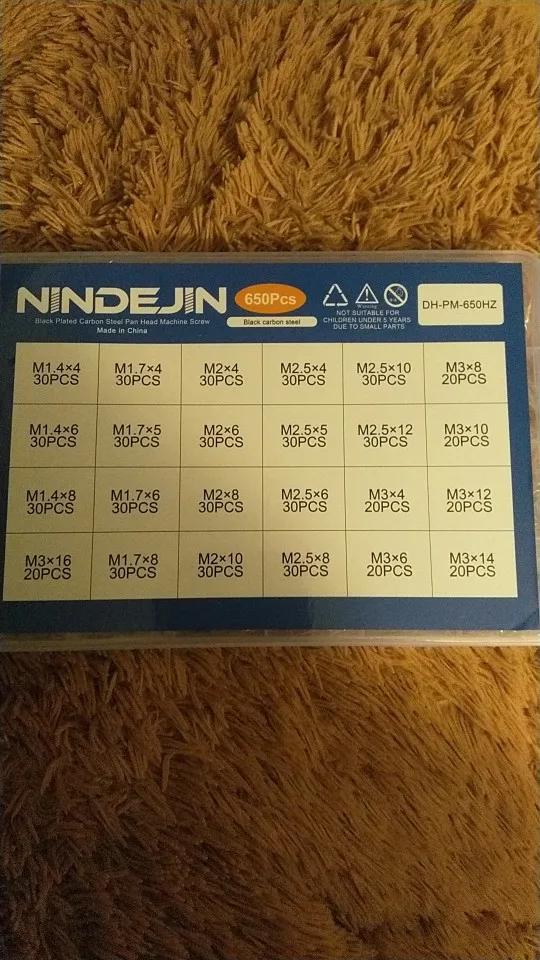 NINDEJIN
650Pcs
Black Plated Carbon Steel Pan Head Machine Screw
Black carbon steel
Made in China
Warning
NOT SUITABLE FOR
CHILDREN UNDER 5 YEARS
DUE TO SMALL PARTS
DH-PM-650HZ
M1.4×4 M1.7×4 M2×4 M2.5×4 M2.5×10 M3×8
30PCS 30PCS 30PCS 30PCS 30PCS 20PCS
M1.4×6 M1.7×5 M2×6 M2.5×5 M2.5×12 M3×10
30PCS 30PCS 30PCS 30PCS 30PCS 20PCS
M1.4×8 M1.7×6 M2×8 M2.5×6 M3×4 M3×12
30PCS 30PCS 30PCS 30PCS 20PCS 20PCS
M3×16 M1.7×8 M2×10 M2.5×8 M3×6 M3×14
20PCS 30PCS 30PCS 30PCS 20PCS 20PCS